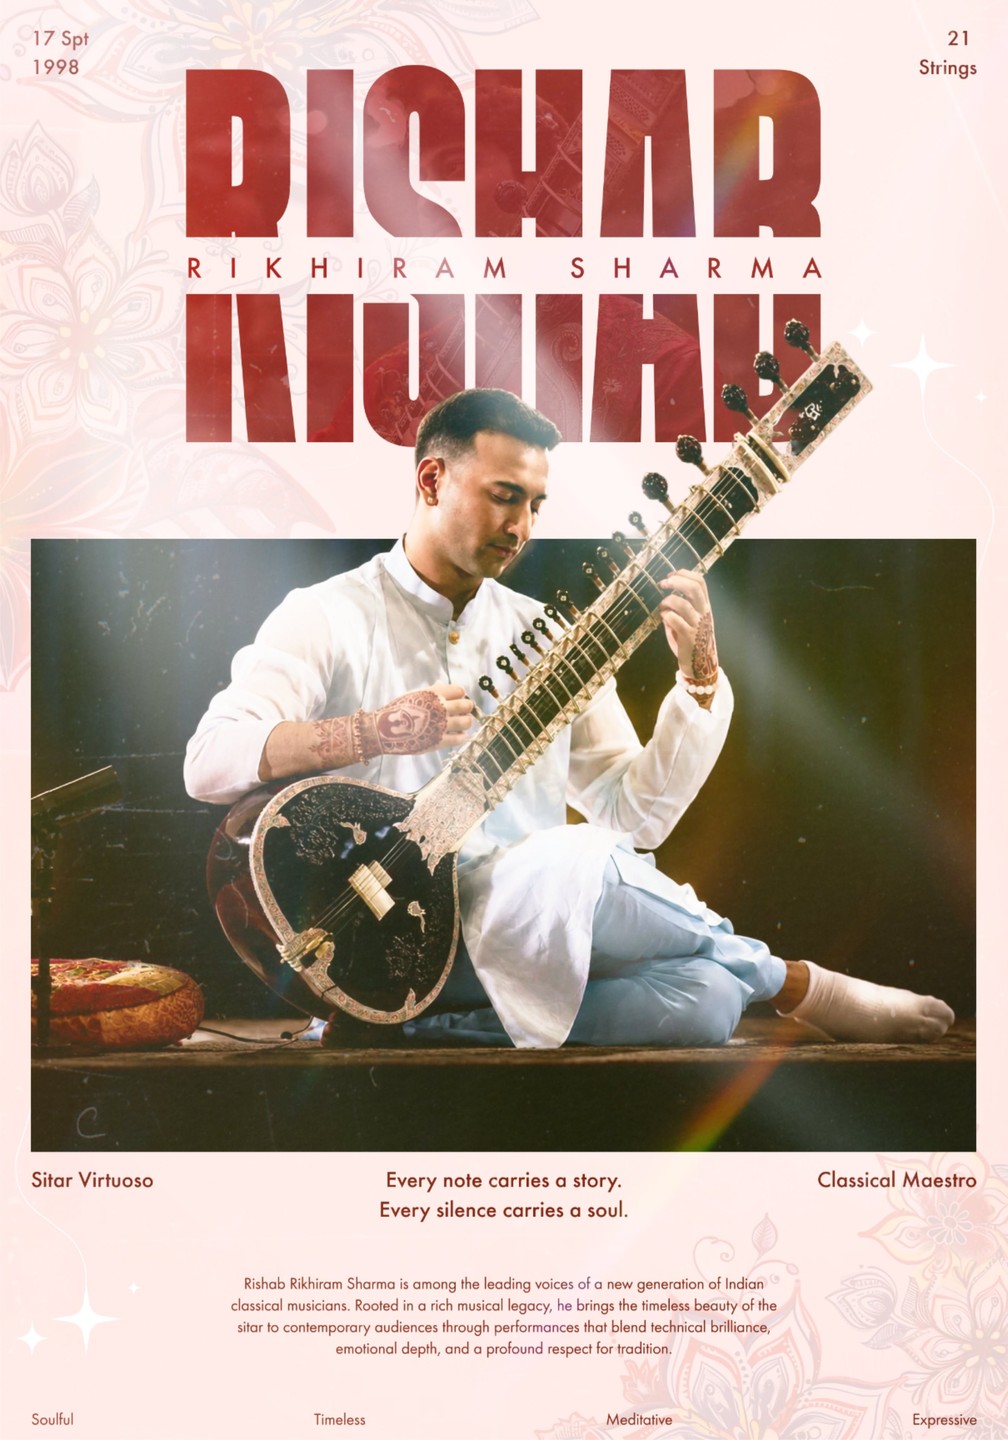 17 Spt
1998
21
Strings
RISHAB
RIKHIRAM SHARMA
Sitar Virtuoso
Every note carries a story.
Every silence carries a soul.
Classical Maestro
Rishab Rikhiram Sharma is among the leading voices of a new generation of Indian
classical musicians. Rooted in a rich musical legacy, he brings the timeless beauty of the
sitar to contemporary audiences through performances that blend technical brilliance,
emotional depth, and a profound respect for tradition.
Soulful
Timeless
Meditative
Expressive